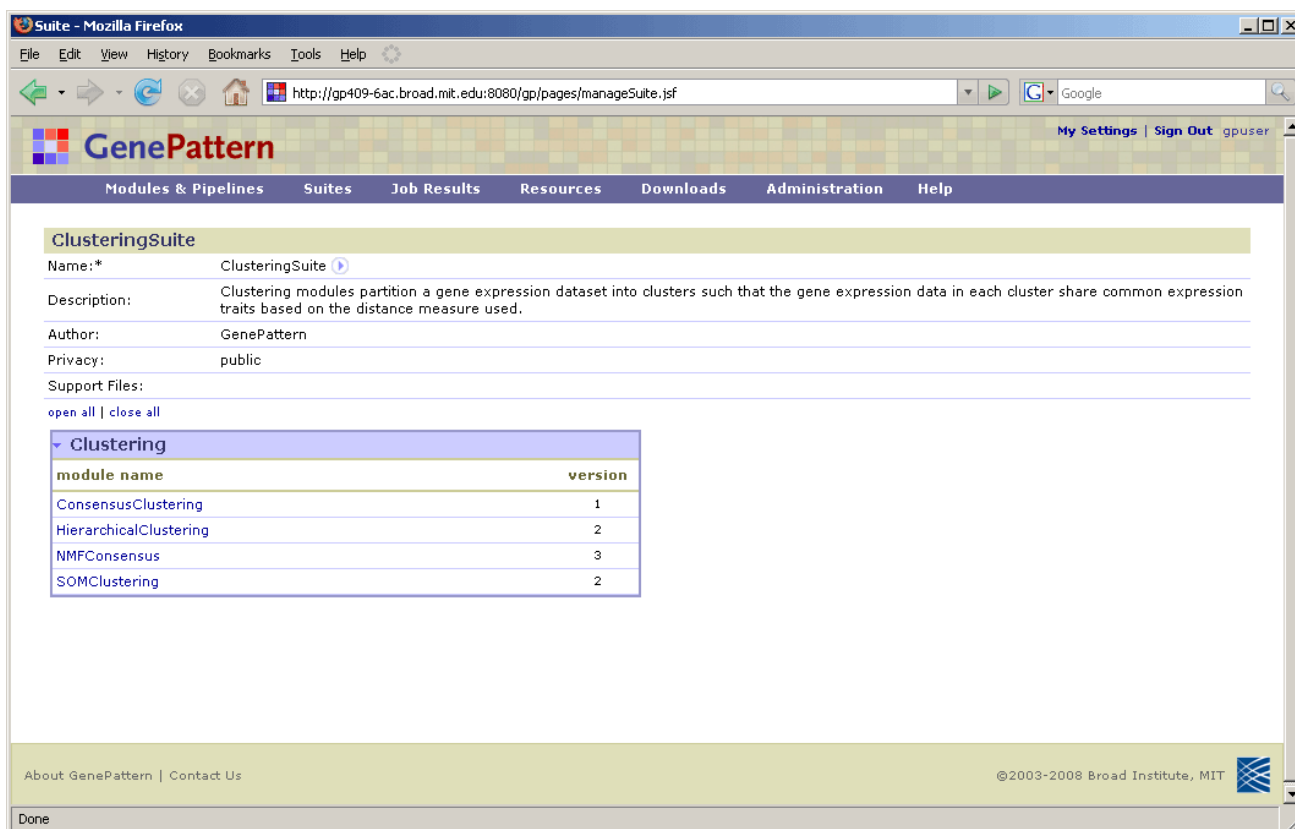 Suite - Mozilla Firefox
File Edit View History Bookmarks Tools Help
http://gp409-6ac.broad.mit.edu:8080/gp/pages/manageSuite.jsf G Google
My Settings | Sign Out gpuser
GenePattern
Modules & Pipelines Suites Job Results Resources Downloads Administration Help
ClusteringSuite
Name:* ClusteringSuite
Description: Clustering modules partition a gene expression dataset into clusters such that the gene expression data in each cluster share common expression
traits based on the distance measure used.
Author: GenePattern
Privacy: public
Support Files:
open all | close all
Clustering
module name version
ConsensusClustering 1
HierarchicalClustering 2
NMFConsensus 3
SOMClustering 2
About GenePattern | Contact Us ©2003-2008 Broad Institute, MIT
Done